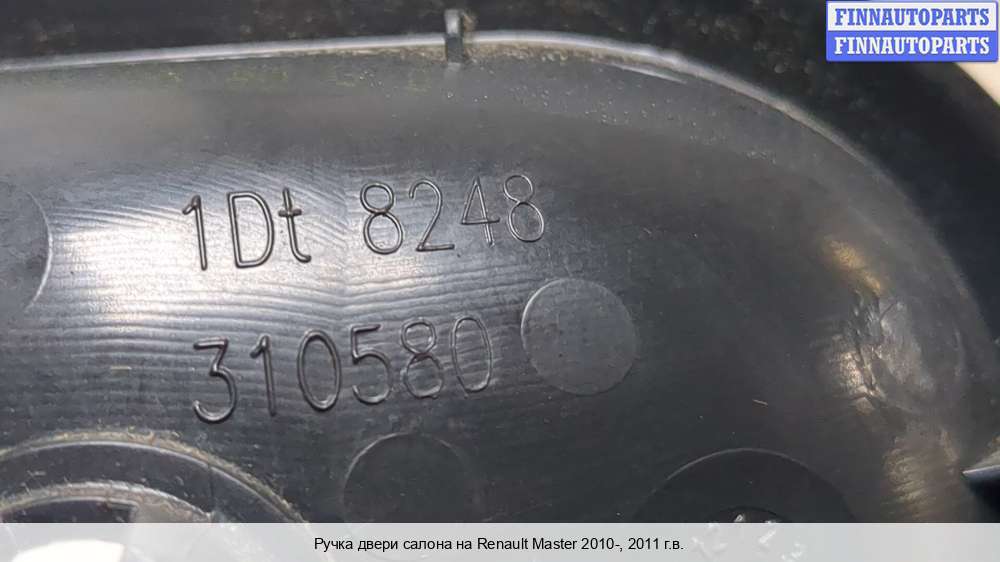 FINNAUTOPARTS
FINNAUTOPARTS
1Dt 8248
310580
Ручка двери салона на Renault Master 2010-, 2011 г.в.